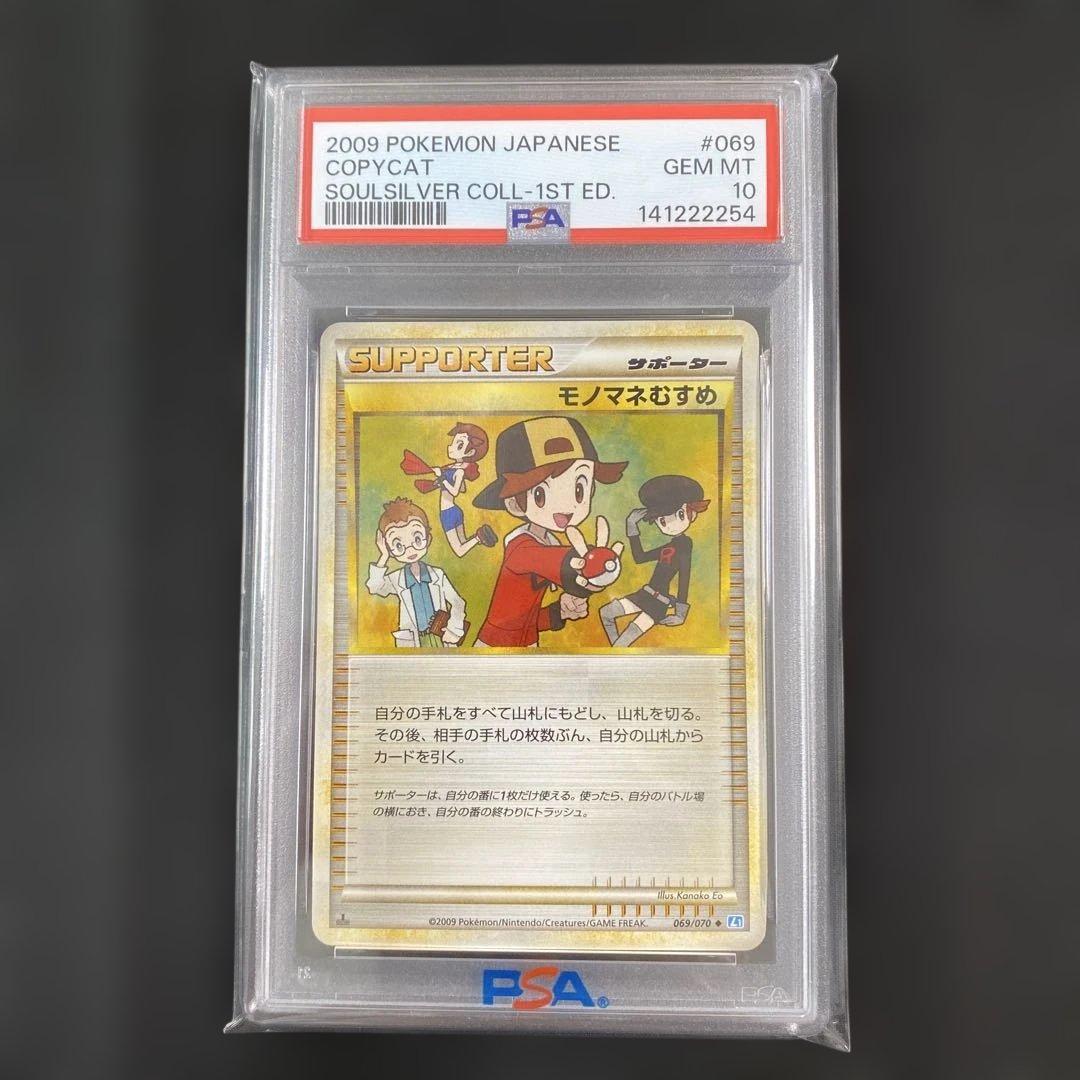 2009 POKEMON JAPANESE #069
COPYCAT GEM MT
SOULSILVER COLL-1ST ED. 10
PSA 141222254
SUPPORTER サポーター
モノマネむすめ
R
自分の手札をすべて山札にもどし、山札を切る。
その後、相手の手札の枚数ぶん、自分の山札から
カードを引く。
サポーターは、自分の番に1枚だけ使える。使ったら、自分のバトル場
の横におき、自分の番の終わりにトラッシュ。
Illus. Kanako Eo
©2009 Pokémon/Nintendo/Creatures/GAME FREAK. 069/070 ◆ L1
PSA®
PSA